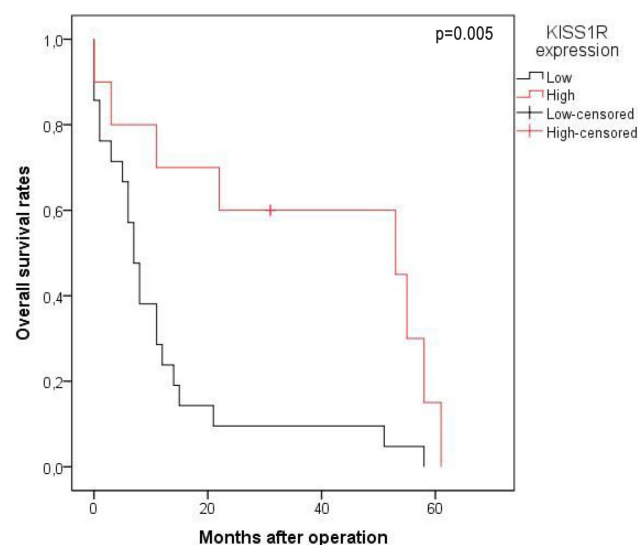 p=0.005
KISS1R
expression
Low
High
Low-censored
High-censored
Overall survival rates
1,0
0,8
0,6
0,4
0,2
0,0
0 20 40 60
Months after operation